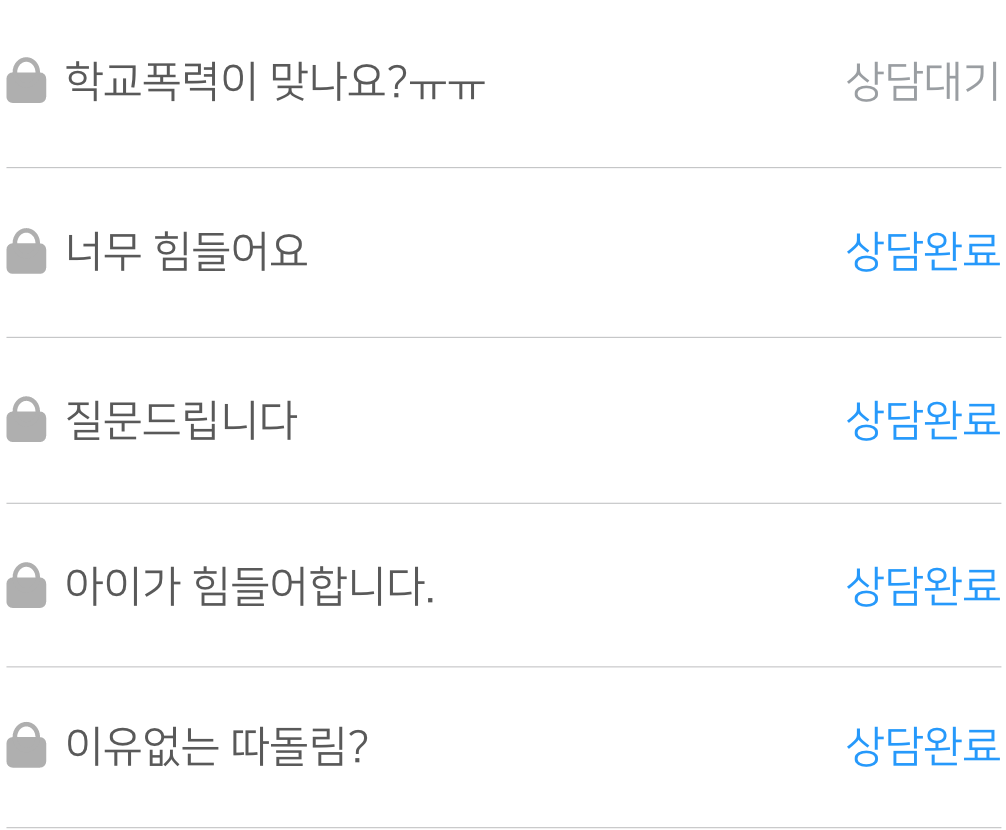 학교폭력이 맞나요?ㅠㅠ 상담대기
너무 힘들어요 상담완료
질문드립니다 상담완료
아이가 힘들어합니다. 상담완료
이유없는 따돌림? 상담완료